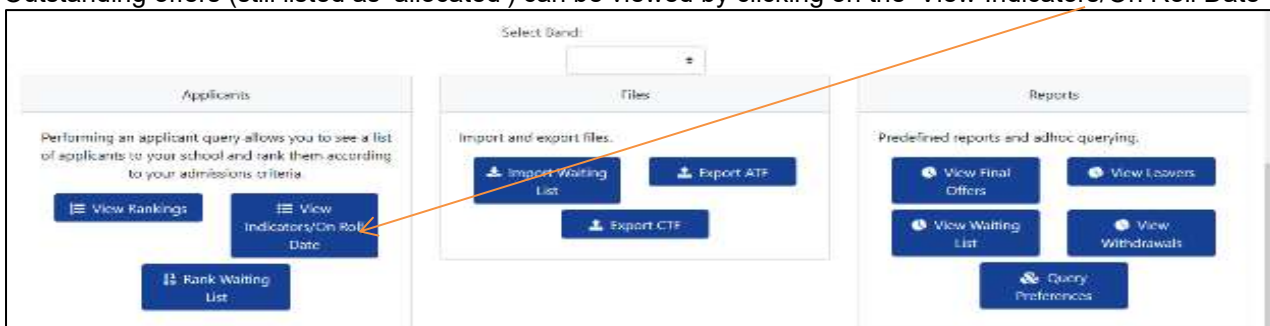 Outstanding offers (still listed as 'allocated') can be viewed by clicking on the 'View Indicators/On Roll Date'
Select Band:
Applicants
Performing an applicant query allows you to see a list
of applicants to your school and rank them according
to your admissions criteria
View Rankings
View
Indicators/On Roll
Date
Rank Waiting
List
Files
Import and export files.
Import Waiting
List
Export ATF
Export CTF
Reports
Predefined reports and adhoc querying.
View Final
Offers
View Leavers
View Waiting
List
View
Withdrawals
Query
Preferences